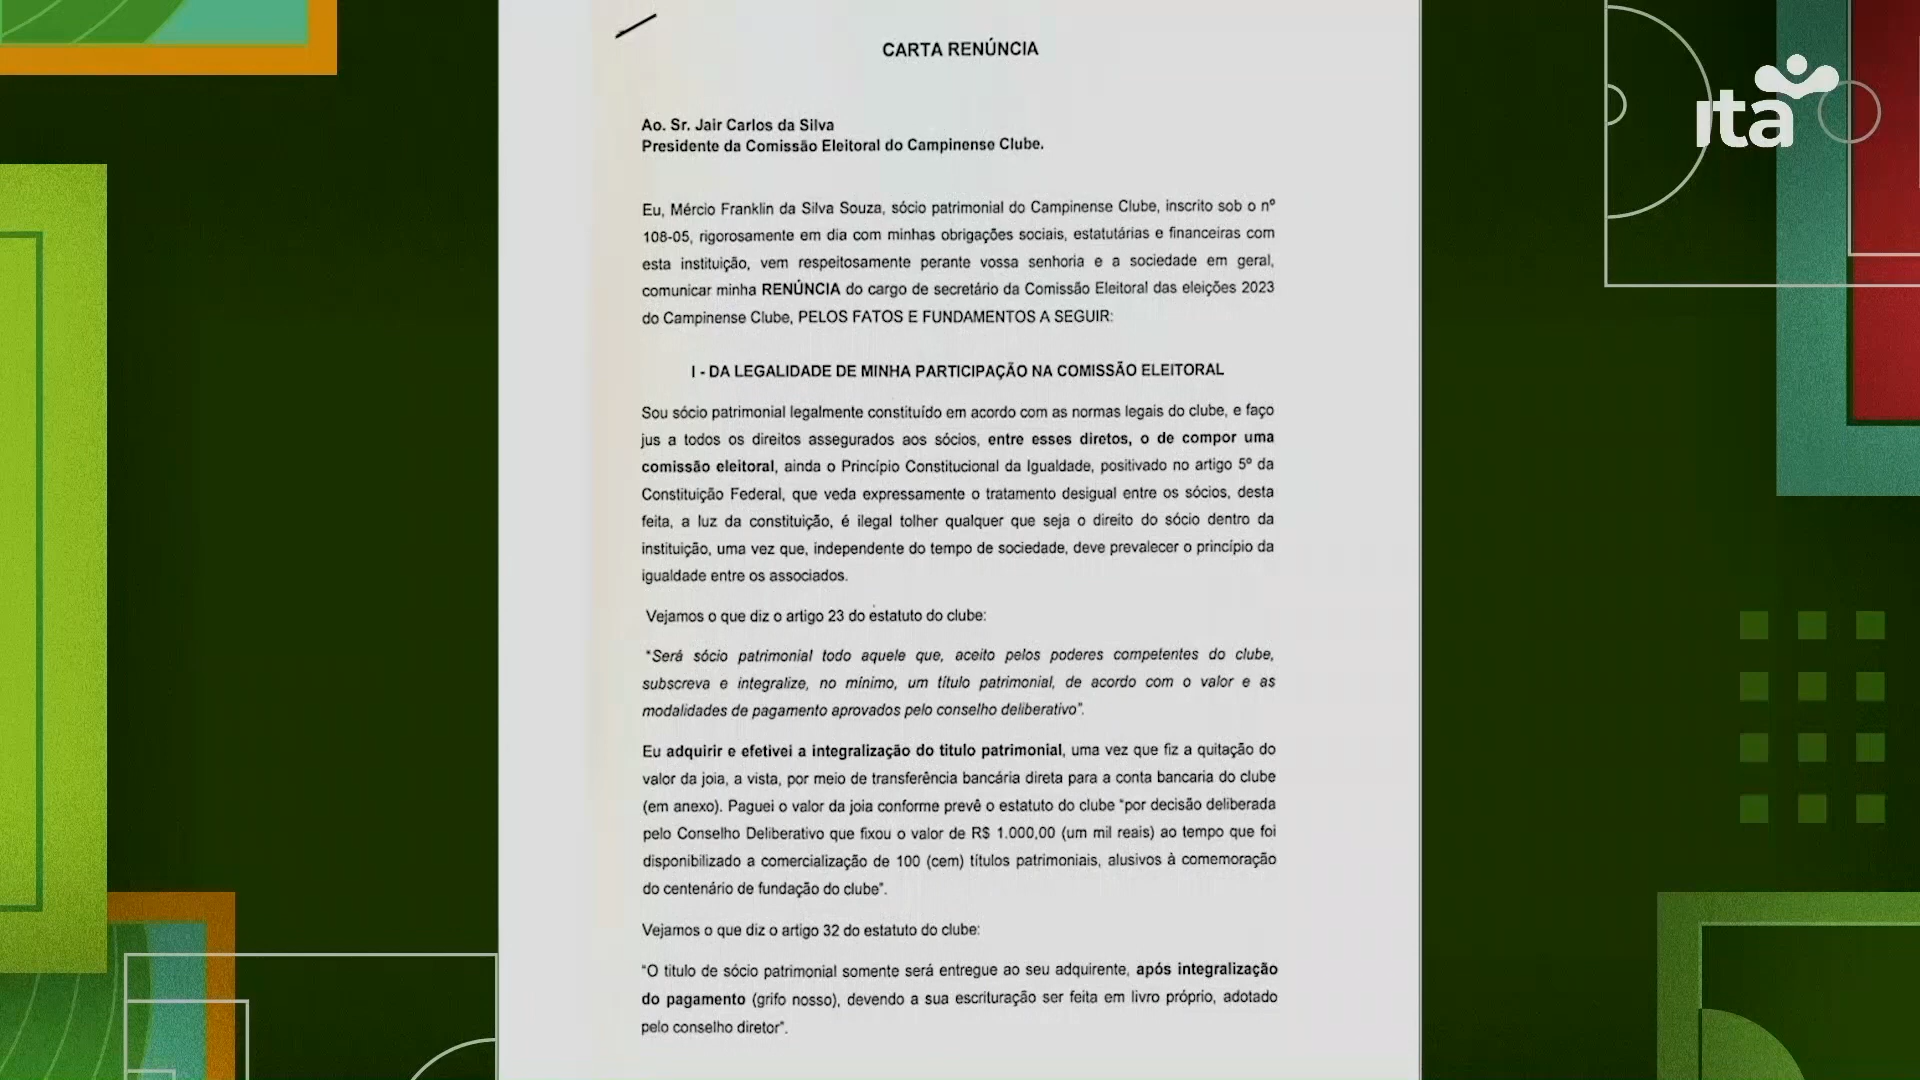 CARTA RENÚNCIA
ıta
Ao. Sr. Jair Carlos da Silva
Presidente da Comissão Eleitoral do Campinense Clube.
Eu, Mércio Franklin da Silva Souza, sócio patrimonial do Campinense Clube, inscrito sob o nº
108-05, rigorosamente em dia com minhas obrigações sociais, estatutárias e financeiras com
esta instituição, vem respeitosamente perante vossa senhoria e a sociedade em geral,
comunicar minha RENÚNCIA do cargo de secretário da Comissão Eleitoral das eleições 2023
do Campinense Clube, PELOS FATOS E FUNDAMENTOS A SEGUIR:
I - DA LEGALIDADE DE MINHA PARTICIPAÇÃO NA COMISSÃO ELEITORAL
Sou sócio patrimonial legalmente constituído em acordo com as normas legais do clube, e faço
jus a todos os direitos assegurados aos sócios, entre esses diretos, o de compor uma
comissão eleitoral, ainda o Princípio Constitucional da Igualdade, positivado no artigo 5º da
Constituição Federal, que veda expressamente o tratamento desigual entre os sócios, desta
feita, a luz da constituição, é ilegal tolher qualquer que seja o direito do sócio dentro da
instituição, uma vez que, independente do tempo de sociedade, deve prevalecer o princípio da
igualdade entre os associados.
Vejamos o que diz o artigo 23 do estatuto do clube:
"Será sócio patrimonial todo aquele que, aceito pelos poderes competentes do clube,
subscreva e integralize, no mínimo, um título patrimonial, de acordo com o valor e as
modalidades de pagamento aprovados pelo conselho deliberativo".
Eu adquirir e efetivei a integralização do titulo patrimonial, uma vez que fiz a quitação do
valor da joia, a vista, por meio de transferência bancária direta para a conta bancaria do clube
(em anexo). Paguei o valor da joia conforme prevê o estatuto do clube "por decisão deliberada
pelo Conselho Deliberativo que fixou o valor de R$ 1.000,00 (um mil reais) ao tempo que foi
disponibilizado a comercialização de 100 (cem) títulos patrimoniais, alusivos à comemoração
do centenário de fundação do clube".
Vejamos o que diz o artigo 32 do estatuto do clube:
"O titulo de sócio patrimonial somente será entregue ao seu adquirente, após integralização
do pagamento (grifo nosso), devendo a sua escrituração ser feita em livro próprio, adotado
pelo conselho diretor".